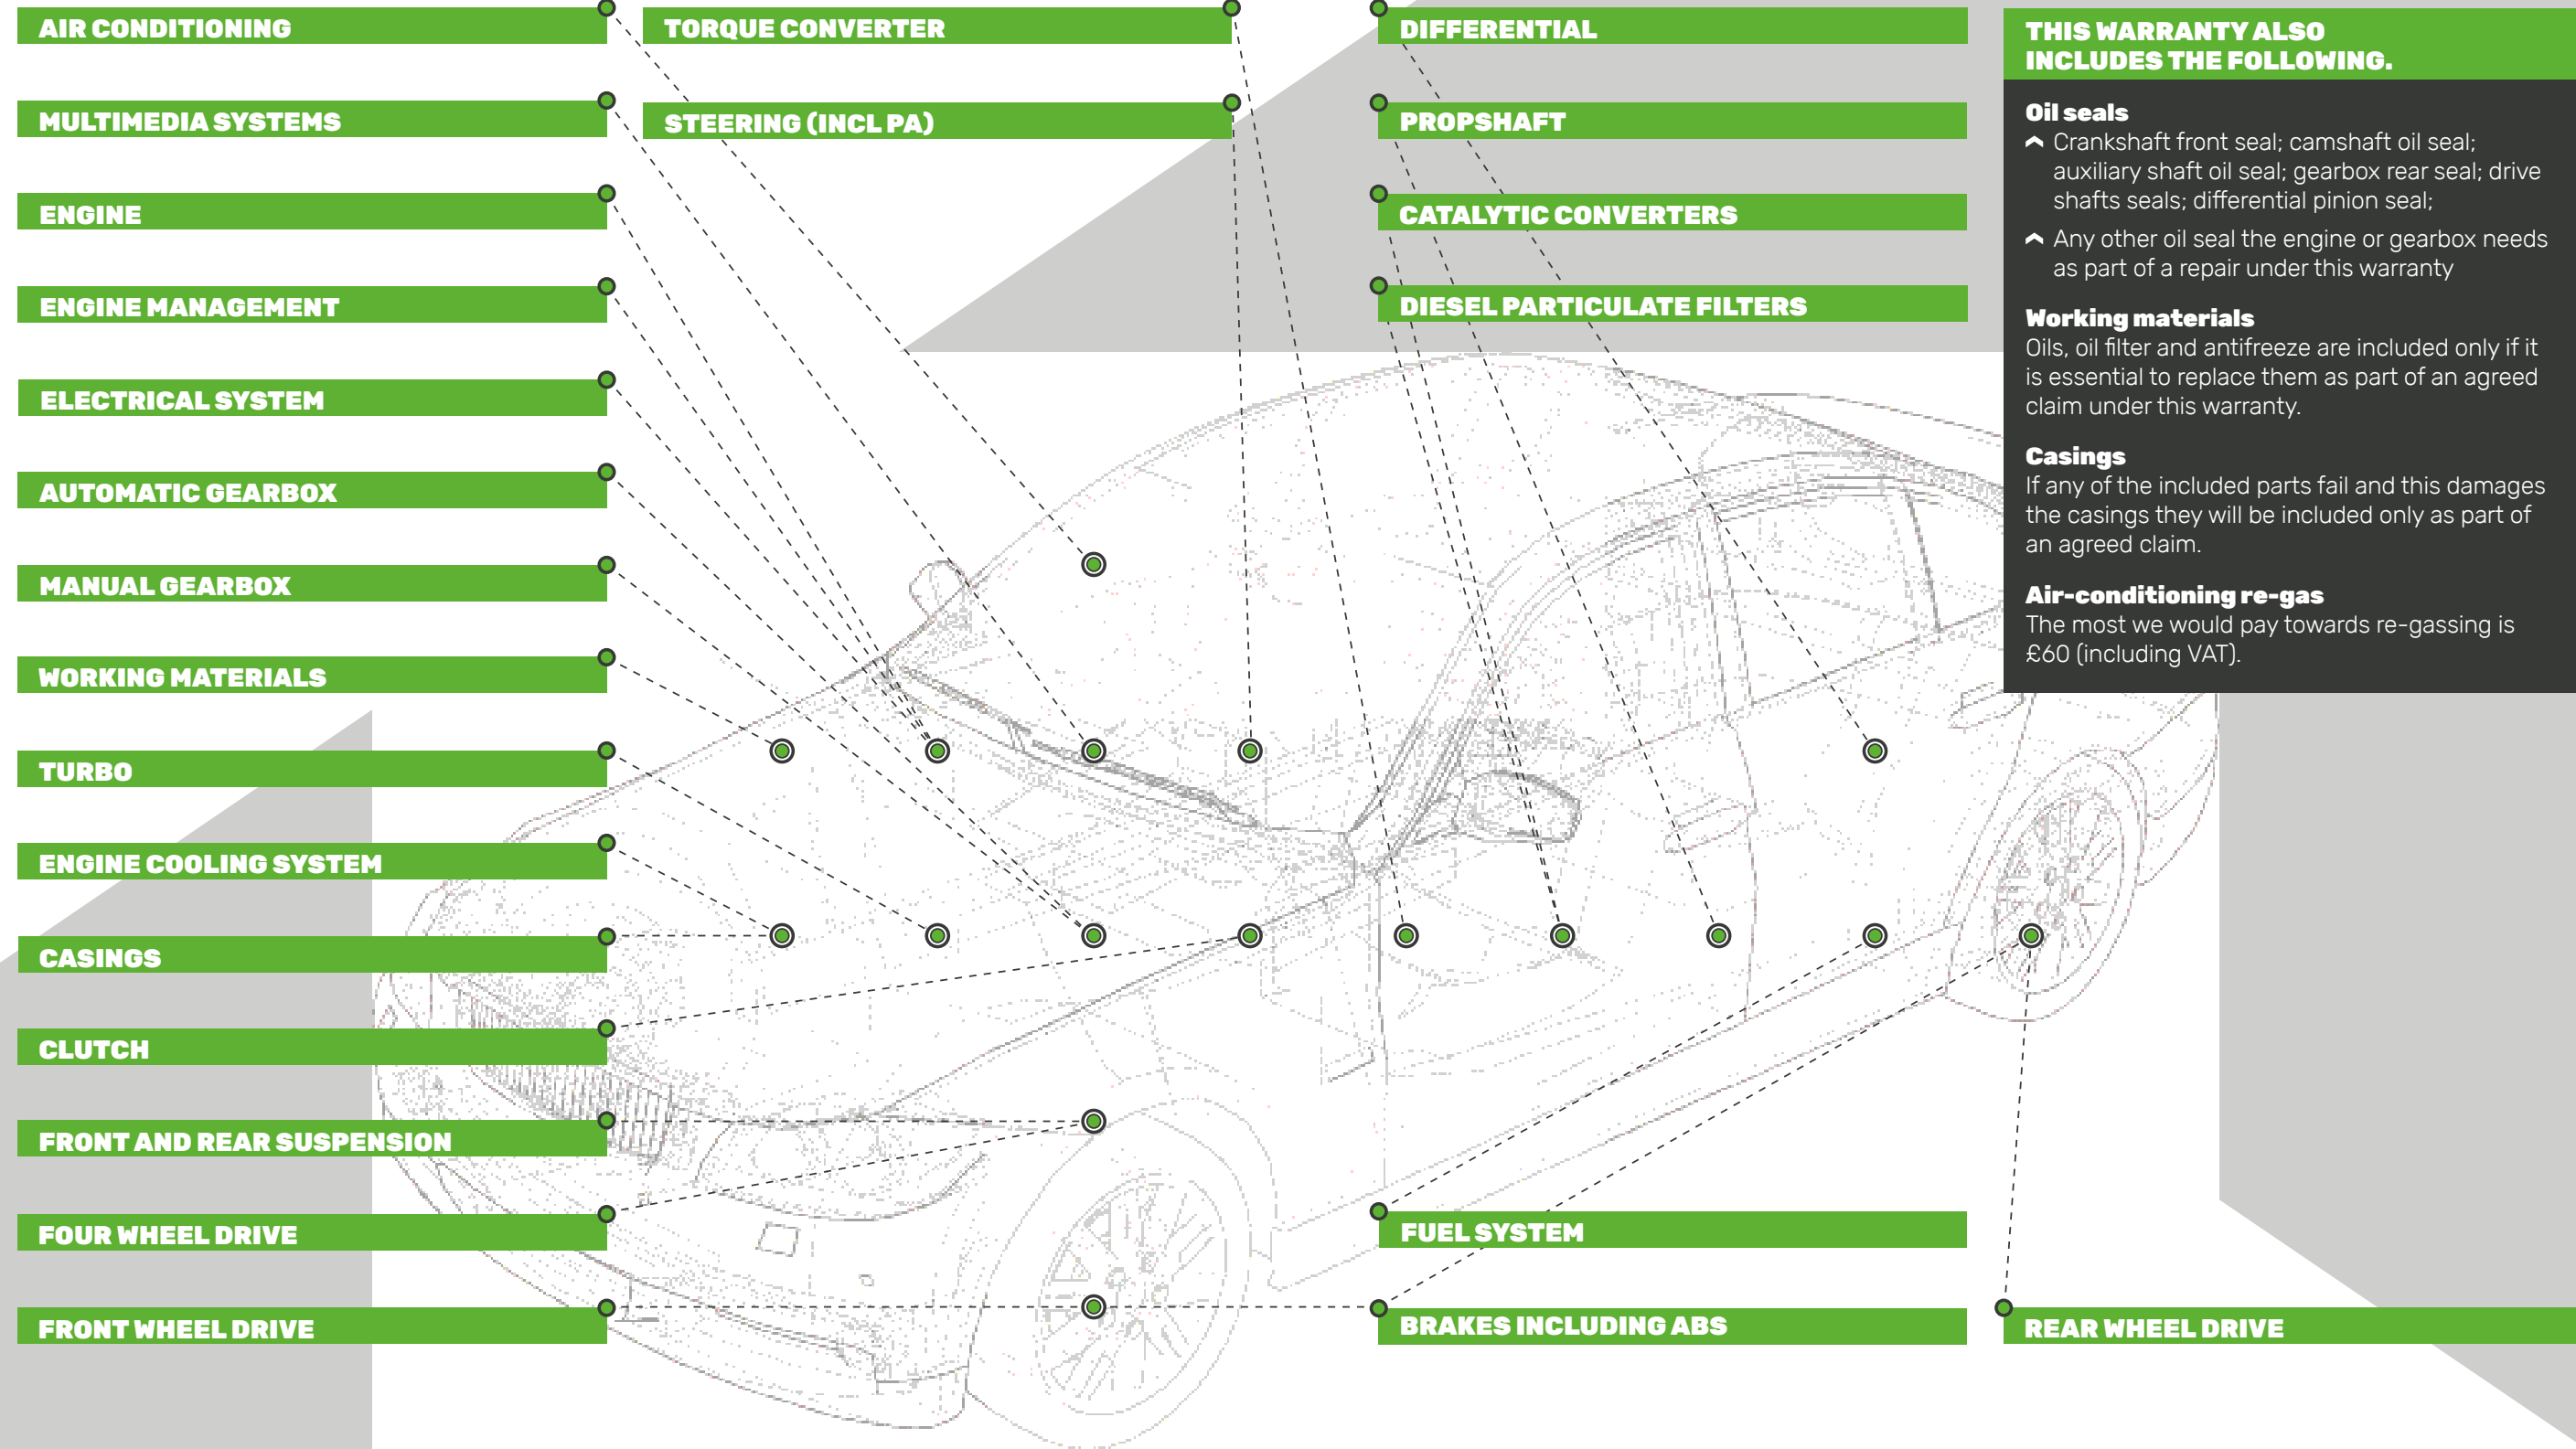 AIR CONDITIONING
MULTIMEDIA SYSTEMS
ENGINE
ENGINE MANAGEMENT
ELECTRICAL SYSTEM
AUTOMATIC GEARBOX
MANUAL GEARBOX
WORKING MATERIALS
TURBO
ENGINE COOLING SYSTEM
CASINGS
CLUTCH
FRONT AND REAR SUSPENSION
FOUR WHEEL DRIVE
FRONT WHEEL DRIVE
TORQUE CONVERTER
STEERING (INCL PA)
DIFFERENTIAL
PROPSHAFT
CATALYTIC CONVERTERS
DIESEL PARTICULATE FILTERS
FUEL SYSTEM
BRAKES INCLUDING ABS
THIS WARRANTY ALSO
INCLUDES THE FOLLOWING.
Oil seals
Crankshaft front seal; camshaft oil seal;
auxiliary shaft oil seal; gearbox rear seal; drive
shafts seals; differential pinion seal;
Any other oil seal the engine or gearbox needs
as part of a repair under this warranty
Working materials
Oils, oil filter and antifreeze are included only if it
is essential to replace them as part of an agreed
claim under this warranty.
Casings
If any of the included parts fail and this damages
the casings they will be included only as part of
an agreed claim.
Air-conditioning re-gas
The most we would pay towards re-gassing is
£60 (including VAT).
REAR WHEEL DRIVE